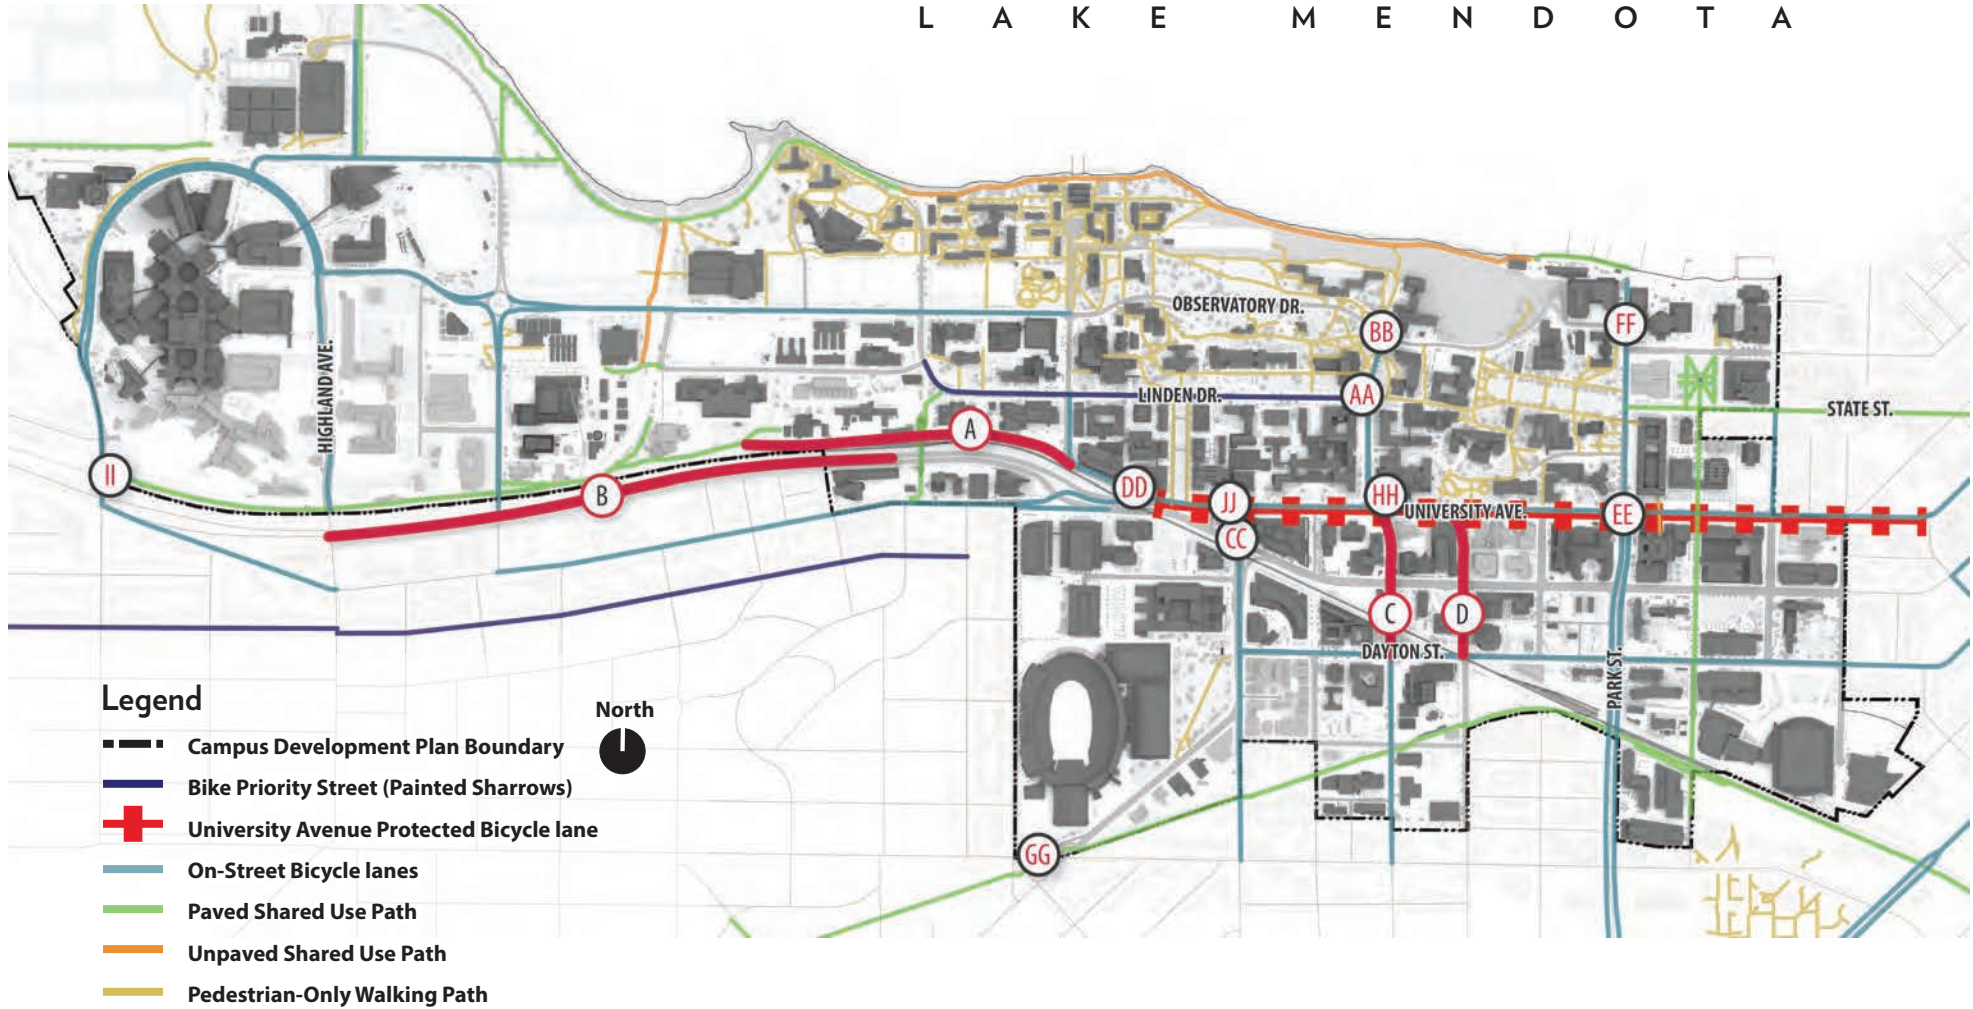 LAKE MENDOTA
OBSERVATORY DR.
BB
FF
HIGHLAND AVE.
LINDEN DR.
AA
STATE ST.
A
II
B
DD
JJ
HH
UNIVERSITY AVE.
EE
CC
C
D
DAYTON ST.
PARK ST.
GG
Legend
North
Campus Development Plan Boundary
Bike Priority Street (Painted Sharrows)
University Avenue Protected Bicycle lane
On-Street Bicycle lanes
Paved Shared Use Path
Unpaved Shared Use Path
Pedestrian-Only Walking Path